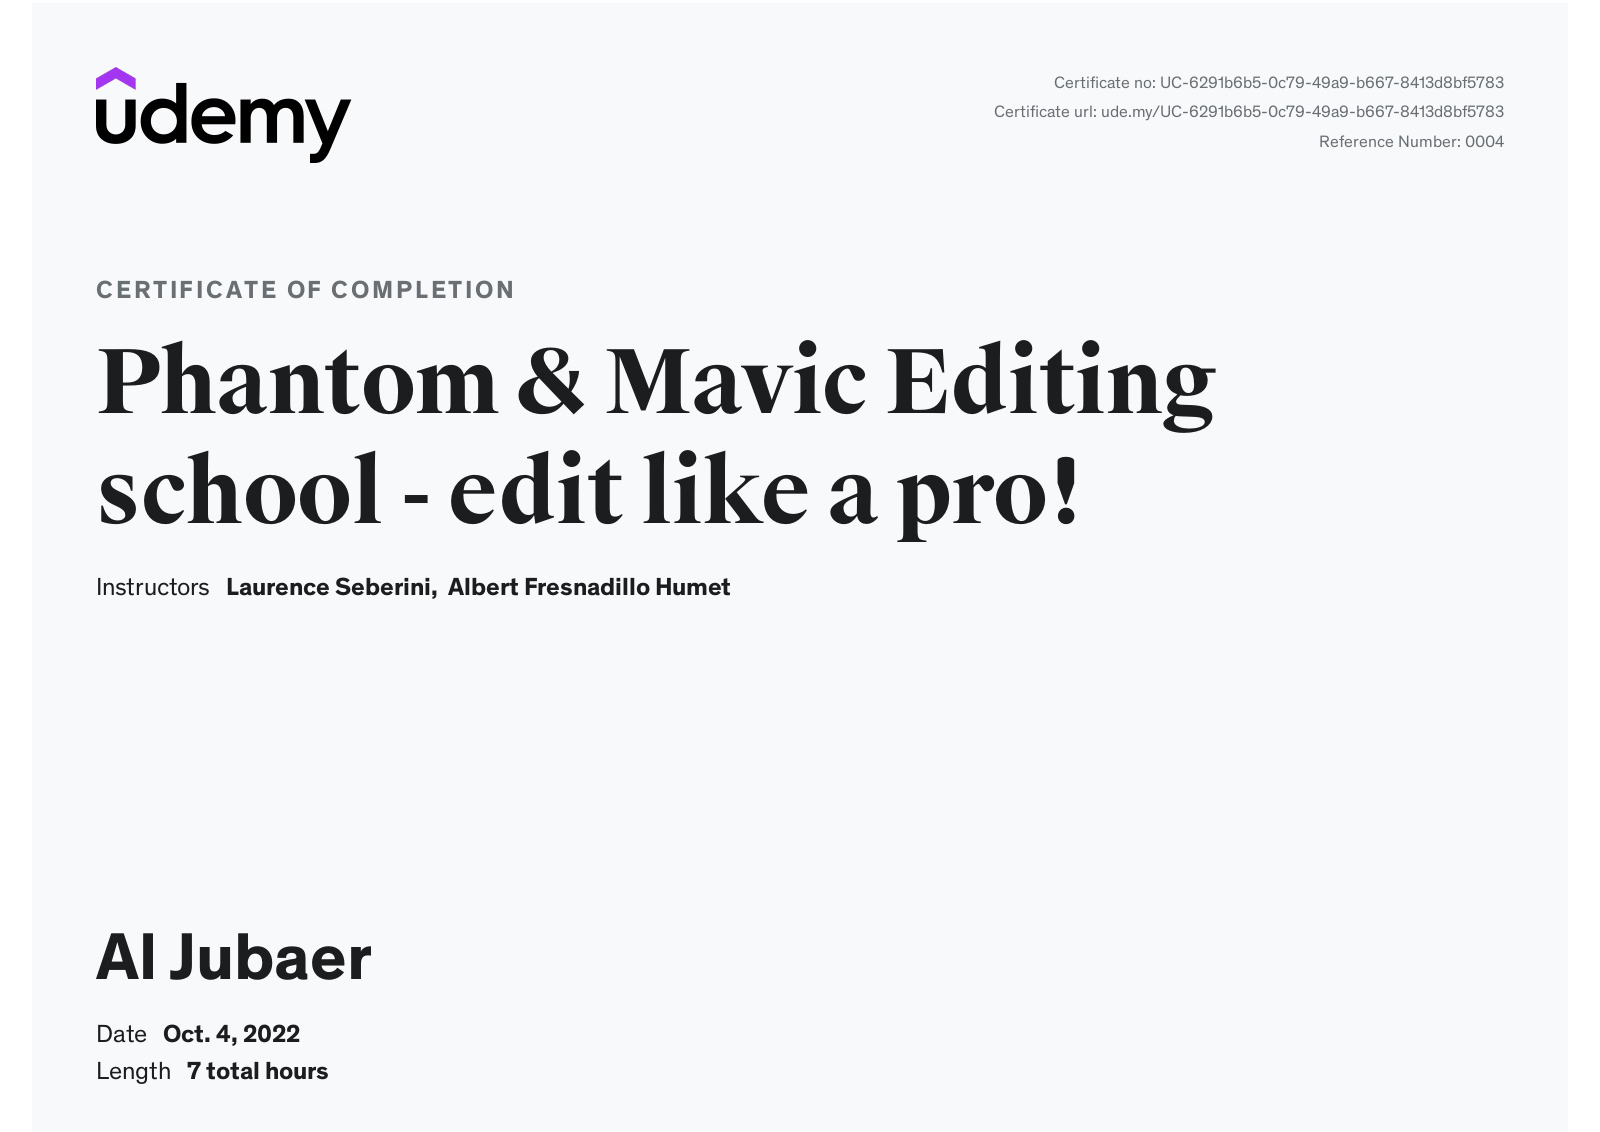 udemy
Certificate no: UC-6291b6b5-0c79-49a9-b667-8413d8bf5783
Certificate url: ude.my/UC-6291b6b5-0c79-49a9-b667-8413d8bf5783
Reference Number: 0004
CERTIFICATE OF COMPLETION
Phantom & Mavic Editing
school - edit like a pro!
Instructors Laurence Seberini, Albert Fresnadillo Humet
Al Jubaer
Date Oct. 4, 2022
Length 7 total hours